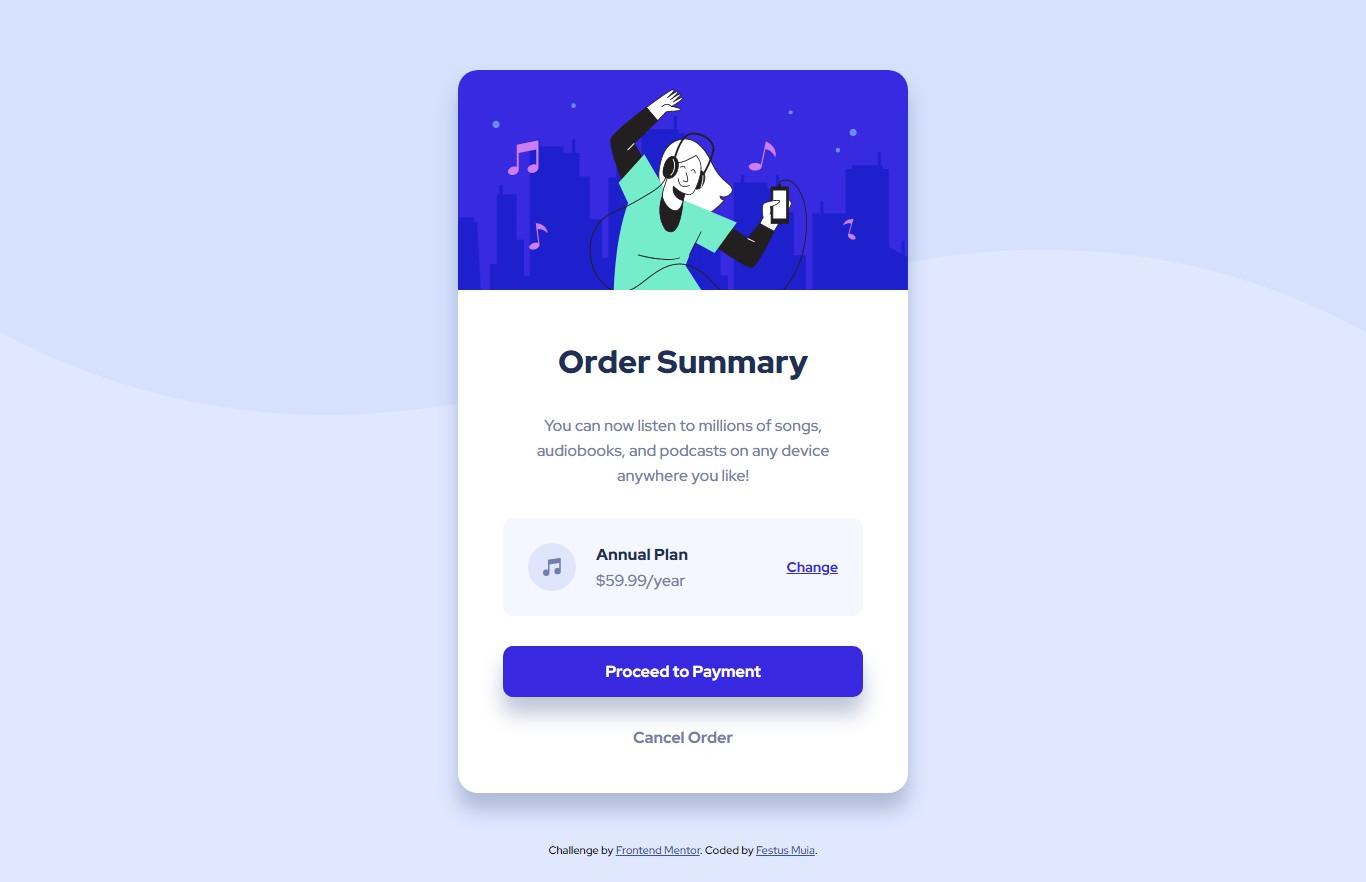 Order Summary
You can now listen to millions of songs,
audiobooks, and podcasts on any device
anywhere you like!
Annual Plan
$59.99/year
Change
Proceed to Payment
Cancel Order
Challenge by Frontend Mentor. Coded by Festus Muia.